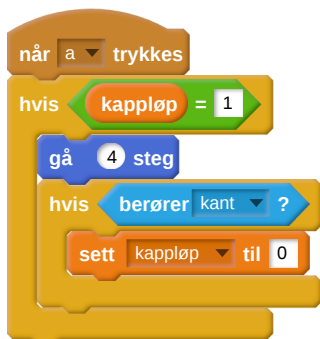 når a trykkes
hvis kappløp = 1
gå 4 steg
hvis berører kant ?
sett kappløp til 0